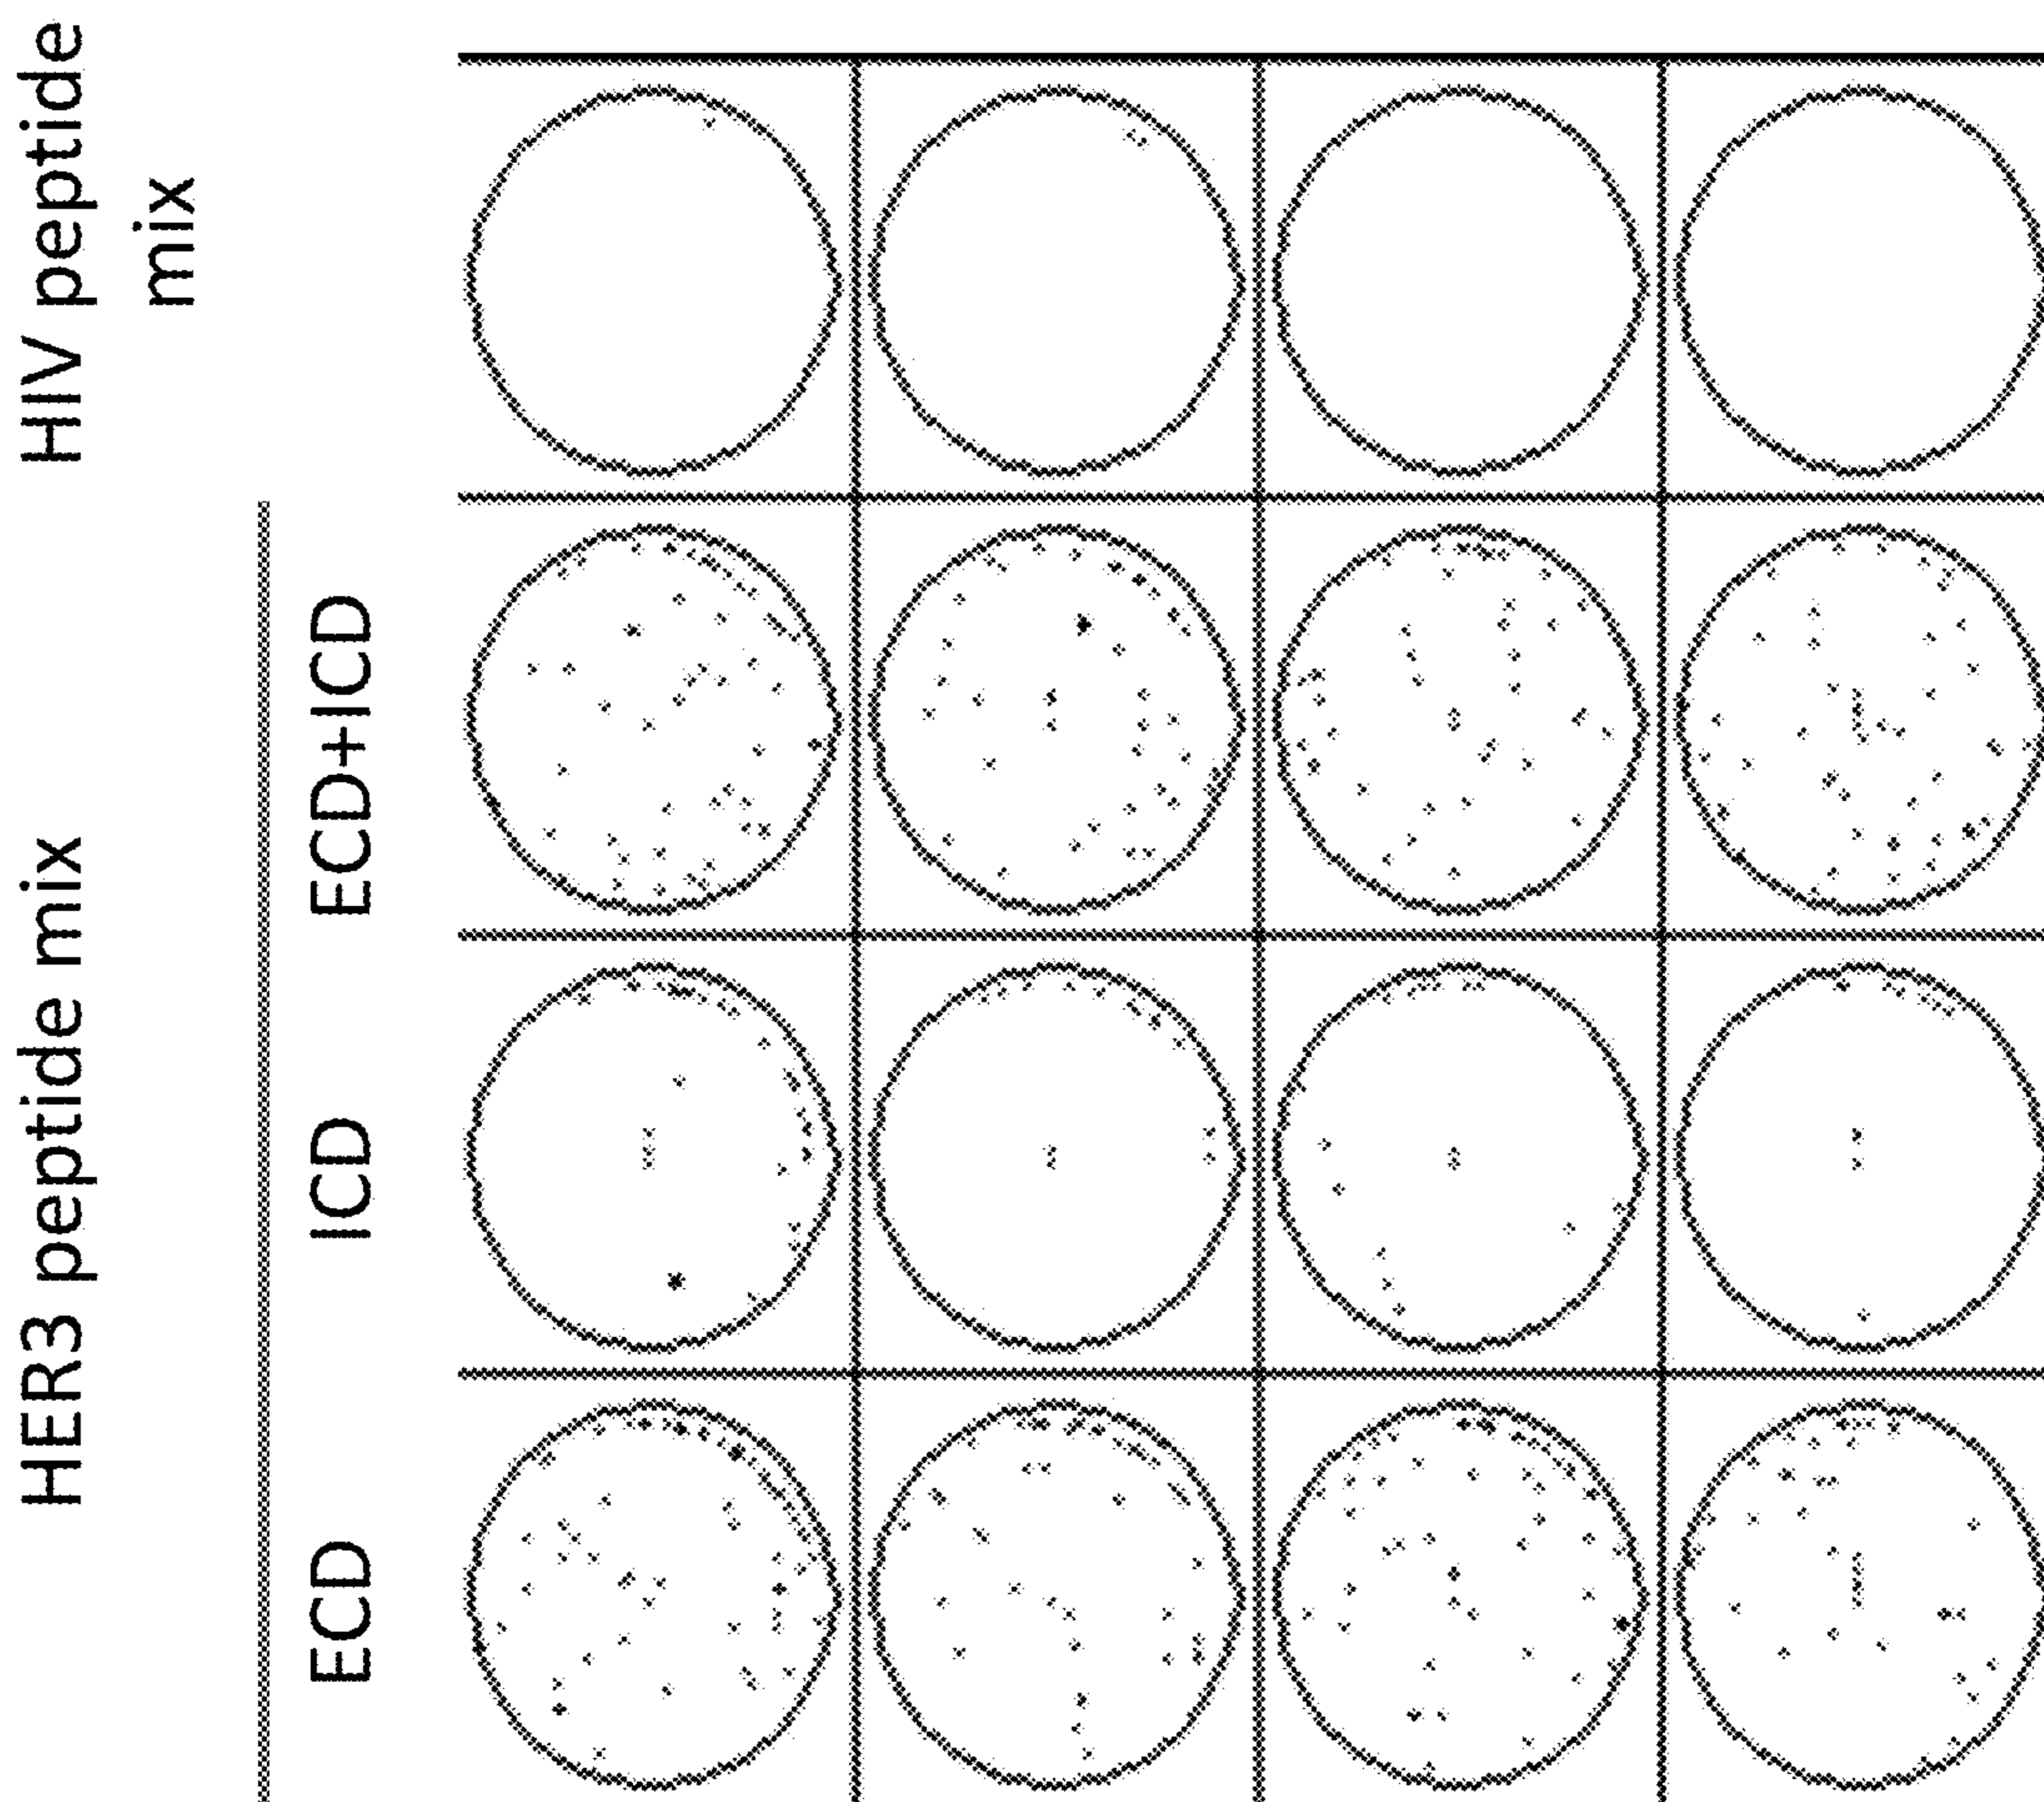 HER3 peptide mix
HIV peptide
mix
ECD
ICD
ECD+ICD